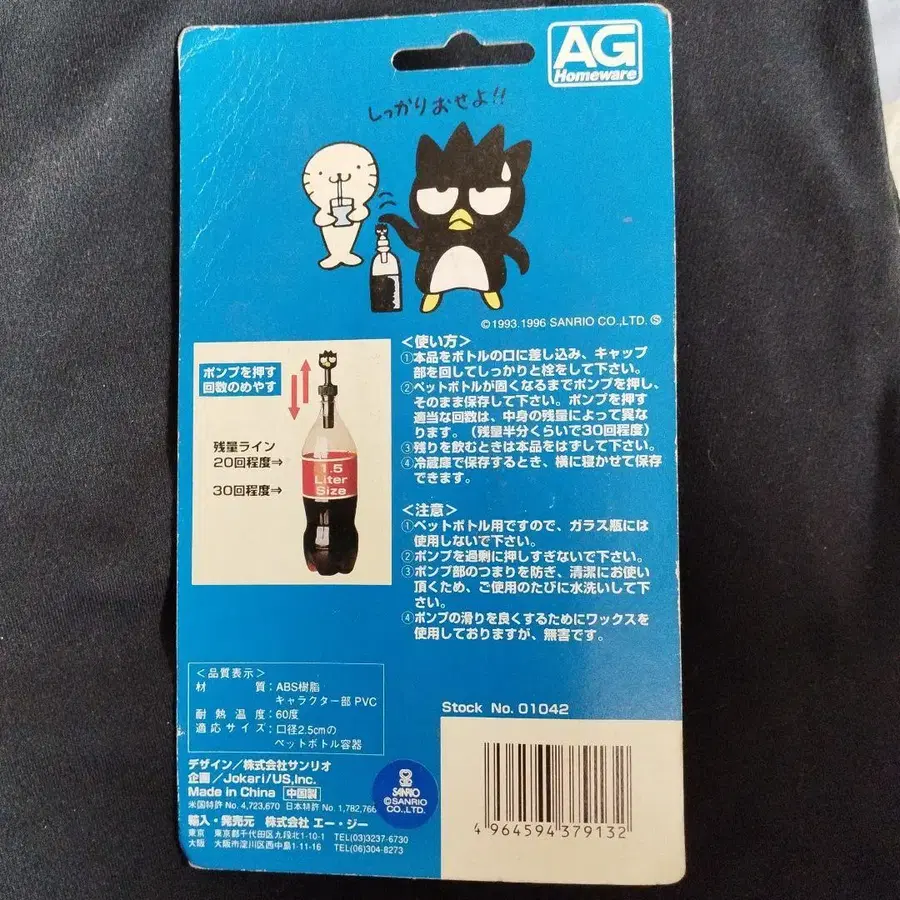 AG
Homeware
しっかりおせよ!!
©1993.1996 SANRIO CO.,LTD. Ⓢ
<使い方>
①本品をボトルの口に差し込み、キャップ
部を回してしっかりと栓をして下さい。
②ペットボトルが固くなるまでポンプを押し、
そのまま保存して下さい。ポンプを押す
適当な回数は、中身の残量によって異な
ります。(残量半分くらいで30回程度)
③残りを飲むときは本品をはずして下さい。
④冷蔵庫で保存するとき、横に寝かせて保存
できます。
ポンプを押す
回数のめやす
残量ライン
20回程度⇒
30回程度⇒
1.5
Liter
Size
<注意>
①ペットボトル用ですので、ガラス瓶には
使用しないで下さい。
②ポンプを過剰に押しすぎないで下さい。
③ポンプ部のつまりを防ぎ、清潔にお使い
頂くため、ご使用のたびに水洗いして下
さい。
④ポンプの滑りを良くするためにワックスを
使用しておりますが、無害です。
<品質表示>
材質:ABS樹脂
キャラクター部 PVC
耐熱温度:60度
適応サイズ:口径2.5cmの
ペットボトル容器
Stock No. 01042
デザイン/株式会社サンリオ
企画/Jokari/US,Inc.
Made in China 中国製
米国特許 No. 4,723,670 日本特許 No. 1,782,766
輸入・発売元 株式会社 エー・ジー
東京 東京都千代田区九段北1-10-1 TEL(03)3237-6730
大阪 大阪市淀川区西中島1-11-16 TEL(06)304-8273
SANRIO
©SANRIO
CO.,LTD.
4 964594 379132